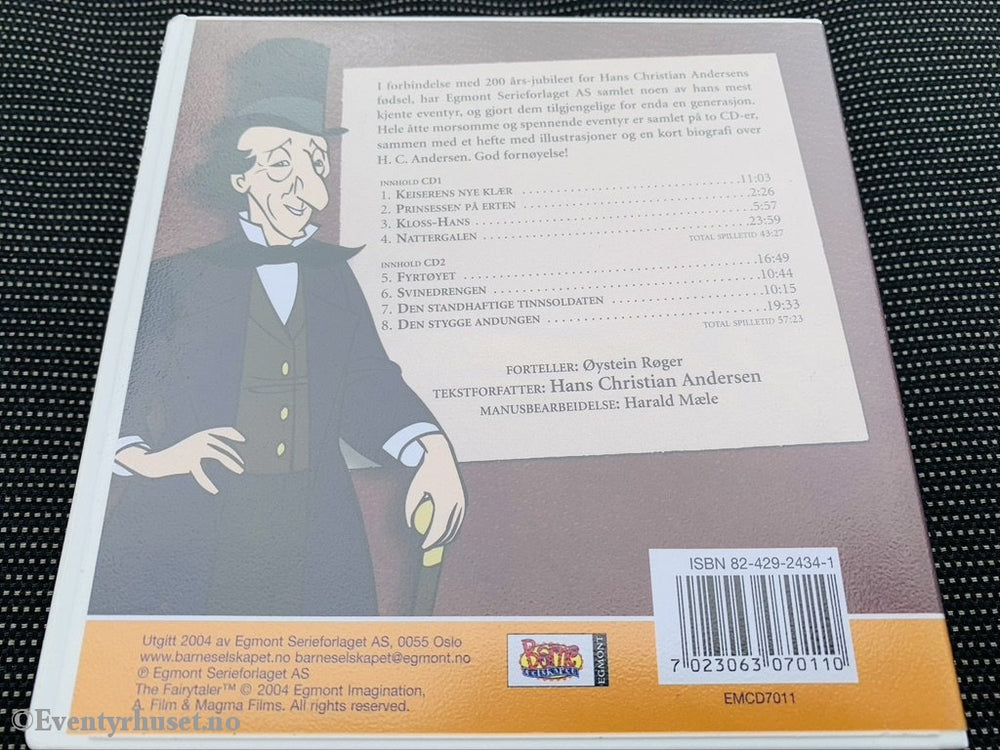 I forbindelse med 200 års-jubileet for Hans Christian Andersens
fødsel, har Egmont Serieforlaget AS samlet noen av hans mest
kjente eventyr, og gjort dem tilgjengelige for enda en generasjon.
Hele åtte morsomme og spennende eventyr er samlet på to CD-er,
sammen med et hefte med illustrasjoner og en kort biografi over
H. C. Andersen. God fornøyelse!
INNHOLD CD1
1. KEISERENS NYE KLÆR 11:03
2. PRINSESSEN PÅ ERTEN 2:26
3. KLOSS-HANS 5:57
4. NATTERGALEN 23:59
TOTAL SPILLETID 43:27
INNHOLD CD2
5. FYRTØYET 16:49
6. SVINEDRENGEN 10:44
7. DEN STANDHAFTIGE TINNSOLDATEN 10:15
8. DEN STYGGE ANDUNGEN 19:33
TOTAL SPILLETID 57:23
FORTELLER: Øystein Røger
TEKSTFORFATTER: Hans Christian Andersen
MANUSBEARBEIDELSE: Harald Mæle
ISBN 82-429-2434-1
7 023063 070110
EMCD7011
Utgitt 2004 av Egmont Serieforlaget AS, 0055 Oslo
www.barneselskapet.no barneselskapet@egmont.no
℗ Egmont Serieforlaget AS
The Fairytaler™ © 2004 Egmont Imagination,
A. Film & Magma Films. All rights reserved.
EGMONT
©Eventyrhuset.no